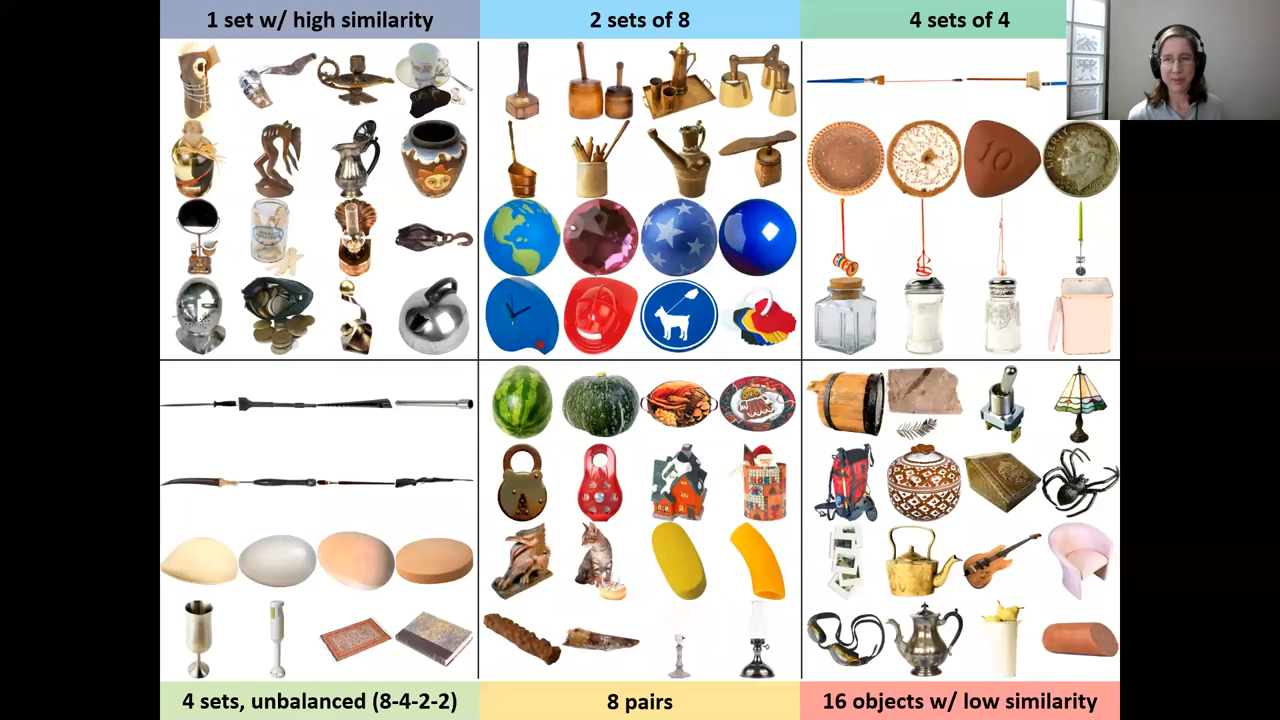 1 set w/ high similarity
2 sets of 8
4 sets of 4
10
4 sets, unbalanced (8-4-2-2)
8 pairs
16 objects w/ low similarity